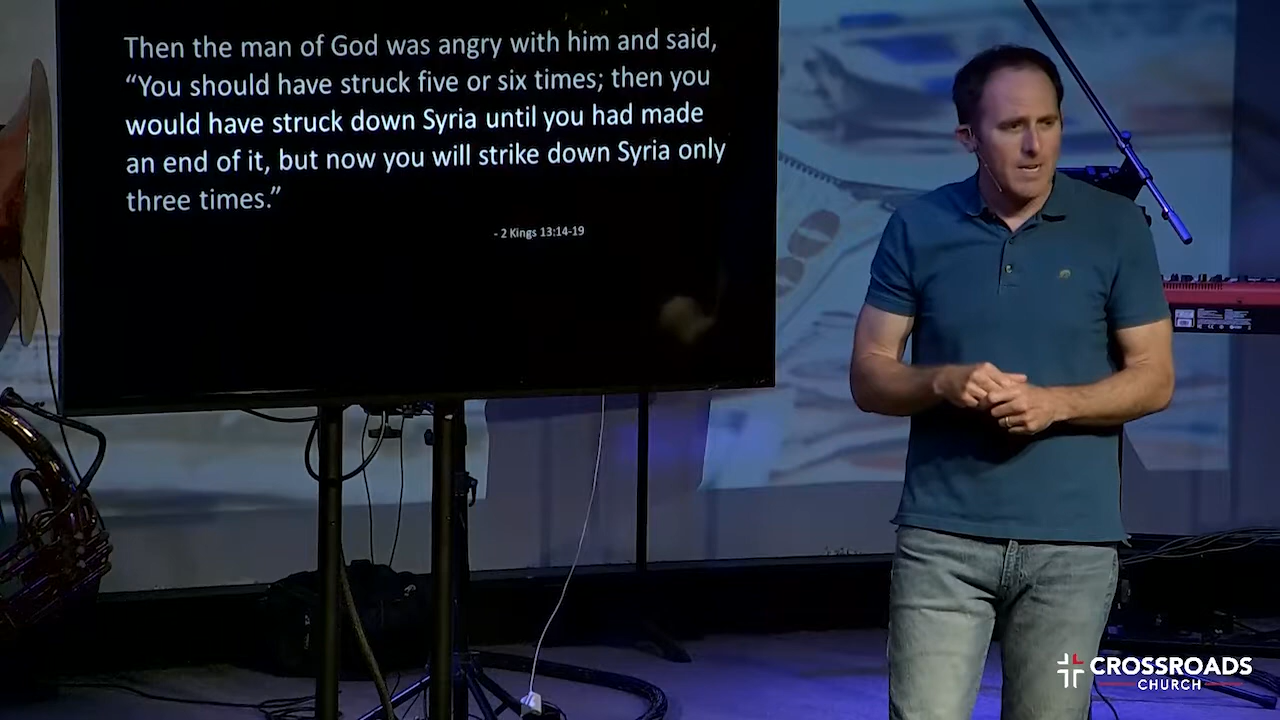 Then the man of God was angry with him and said,
“You should have struck five or six times; then you
would have struck down Syria until you had made
an end of it, but now you will strike down Syria only
three times.”
- 2 Kings 13:14-19
CROSSROADS
CHURCH